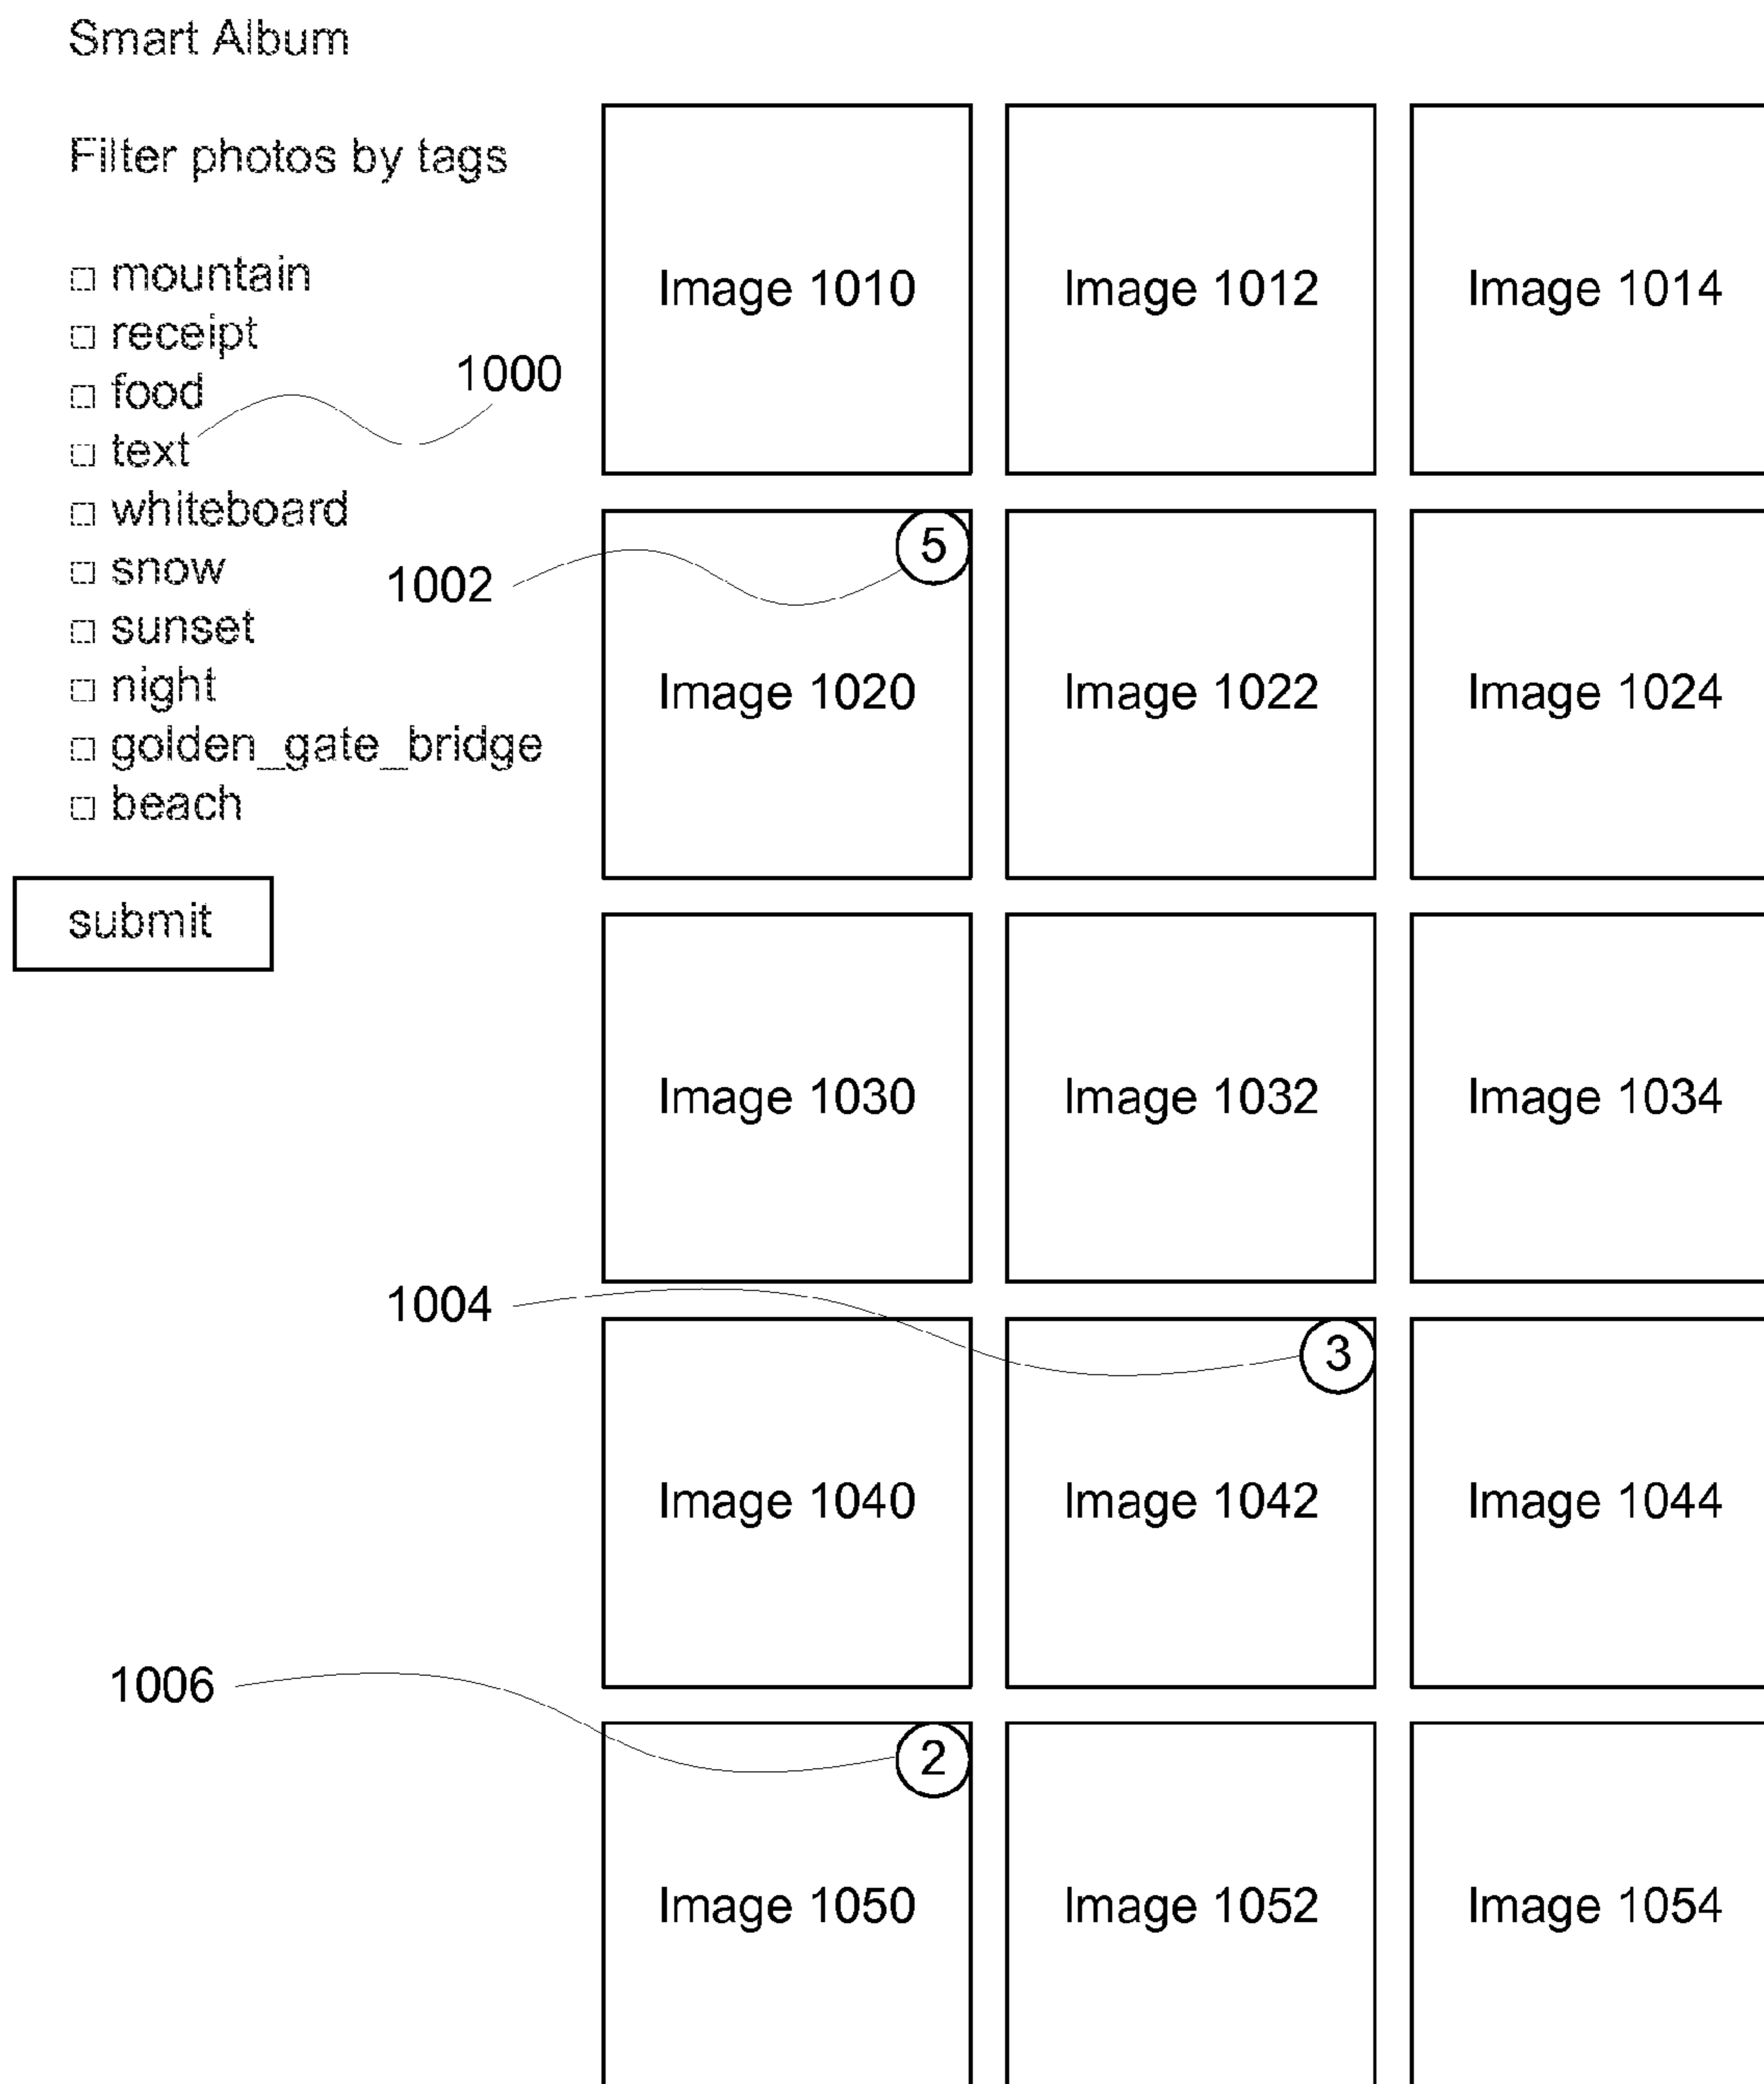 Smart Album
Filter photos by tags
mountain
receipt
food
text
whiteboard
snow
sunset
night
golden_gate_bridge
beach
submit
1000
1002
1004
1006
Image 1010 Image 1012 Image 1014
5
Image 1020 Image 1022 Image 1024
Image 1030 Image 1032 Image 1034
3
Image 1040 Image 1042 Image 1044
2
Image 1050 Image 1052 Image 1054